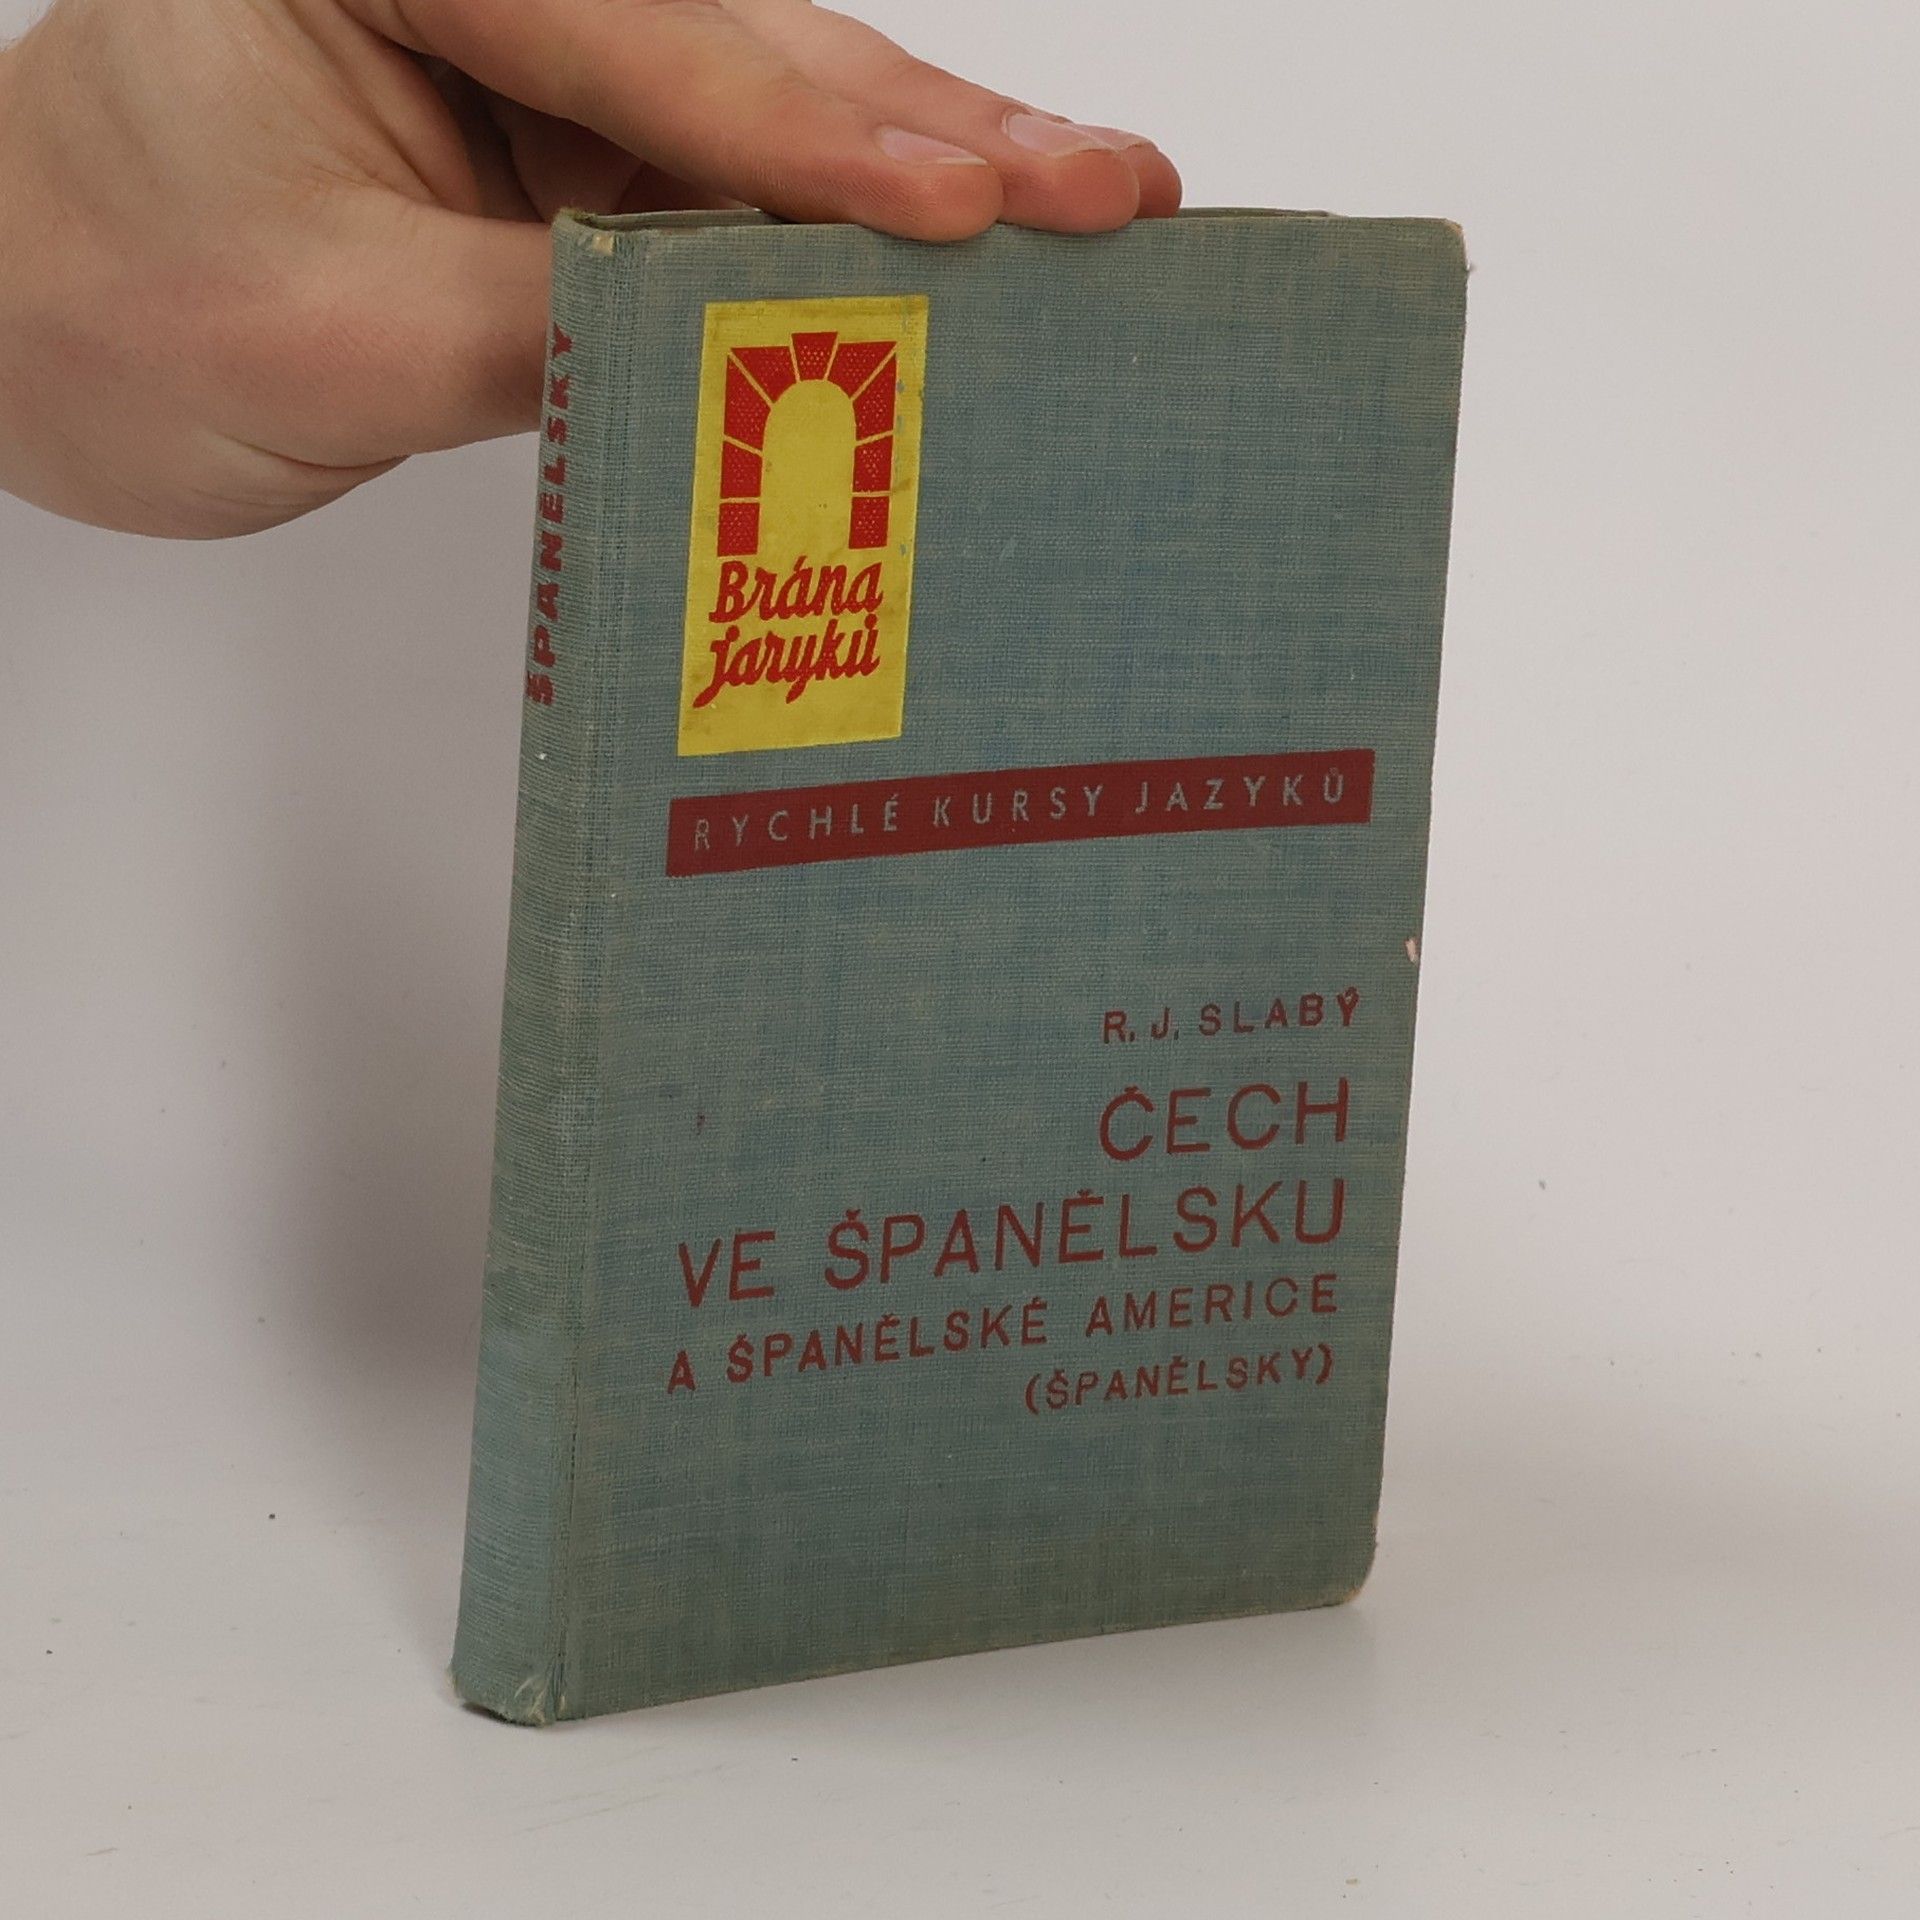 ŠPANĚLSKY
Brána
jazyků
RYCHLÉ KURSY JAZYKŮ
R. J. SLABÝ
ČECH
VE ŠPANĚLSKU
A ŠPANĚLSKÉ AMERICE
(ŠPANĚLSKY)